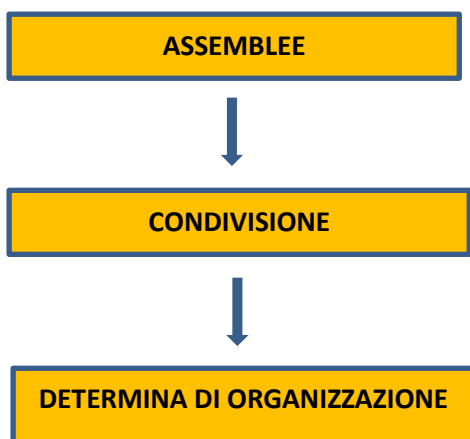 ASSEMBLEE
CONDIVISIONE
DETERMINA DI ORGANIZZAZIONE